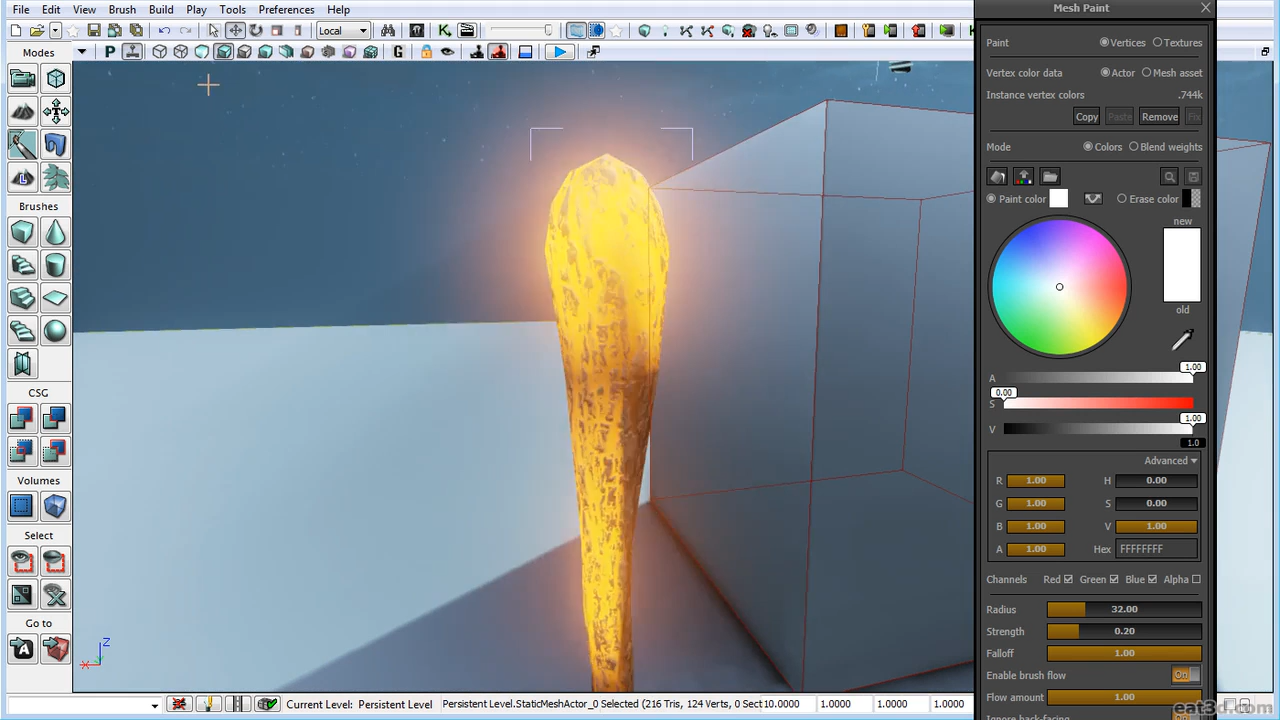 File Edit View Brush Build Play Tools Preferences Help
Mesh Paint
Local
Modes
P
G
Paint Vertices Textures
Vertex color data Actor Mesh asset
Instance vertex colors .744k
Copy Paste Remove Fix
Mode Colors Blend weights
Paint color Erase color
new
old
A 1.00
0.00
S
1.00
V
1.0
Advanced
R 1.00 H 0.00
G 1.00 S 0.00
B 1.00 V 1.00
A 1.00 Hex FFFFFFFF
Channels Red Green Blue Alpha
Radius 32.00
Strength 0.20
Falloff 1.00
Enable brush flow On
Flow amount 1.00
Ignore back-facing
Brushes
CSG
Volumes
Select
Go to
Z
X
Current Level: Persistent Level Persistent Level.StaticMeshActor_0 Selected (216 Tris, 124 Verts, 0 Sect 10.0000 1.0000 1.0000 1.0000
eat3d.com